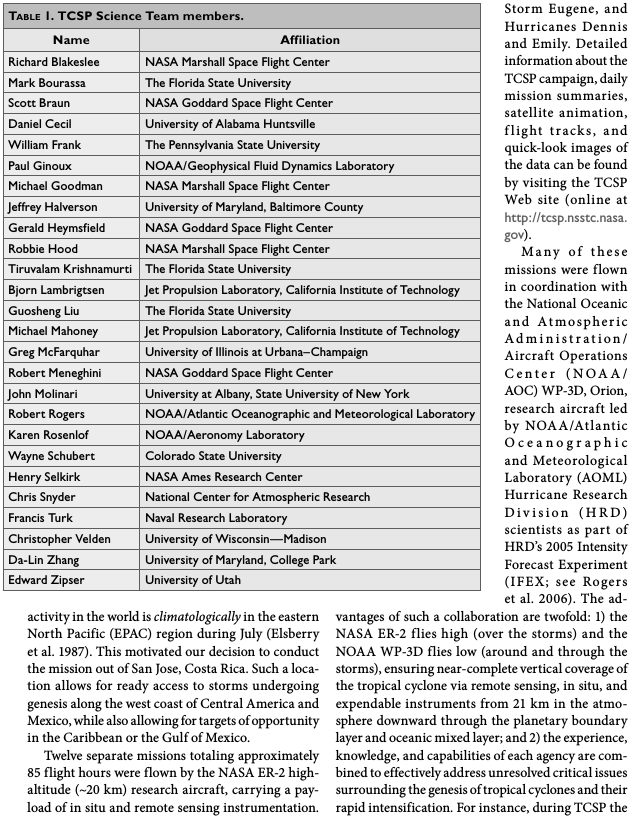 TABLE 1. TCSP Science Team members.
Name Affiliation
Richard Blakeslee NASA Marshall Space Flight Center
Mark Bourassa The Florida State University
Scott Braun NASA Goddard Space Flight Center
Daniel Cecil University of Alabama Huntsville
William Frank The Pennsylvania State University
Paul Ginoux NOAA/Geophysical Fluid Dynamics Laboratory
Michael Goodman NASA Marshall Space Flight Center
Jeffrey Halverson University of Maryland, Baltimore County
Gerald Heymsfield NASA Goddard Space Flight Center
Robbie Hood NASA Marshall Space Flight Center
Tiruvalam Krishnamurti The Florida State University
Bjorn Lambrigtsen Jet Propulsion Laboratory, California Institute of Technology
Guosheng Liu The Florida State University
Michael Mahoney Jet Propulsion Laboratory, California Institute of Technology
Greg McFarquhar University of Illinois at Urbana–Champaign
Robert Meneghini NASA Goddard Space Flight Center
John Molinari University at Albany, State University of New York
Robert Rogers NOAA/Atlantic Oceanographic and Meteorological Laboratory
Karen Rosenlof NOAA/Aeronomy Laboratory
Wayne Schubert Colorado State University
Henry Selkirk NASA Ames Research Center
Chris Snyder National Center for Atmospheric Research
Francis Turk Naval Research Laboratory
Christopher Velden University of Wisconsin—Madison
Da-Lin Zhang University of Maryland, College Park
Edward Zipser University of Utah
activity in the world is climatologically in the eastern
North Pacific (EPAC) region during July (Elsberry
et al. 1987). This motivated our decision to conduct
the mission out of San Jose, Costa Rica. Such a loca-
tion allows for ready access to storms undergoing
genesis along the west coast of Central America and
Mexico, while also allowing for targets of opportunity
in the Caribbean or the Gulf of Mexico.
Twelve separate missions totaling approximately
85 flight hours were flown by the NASA ER-2 high-
altitude (~20 km) research aircraft, carrying a pay-
load of in situ and remote sensing instrumentation.
Storm Eugene, and
Hurricanes Dennis
and Emily. Detailed
information about the
TCSP campaign, daily
mission summaries,
satellite animation,
flight tracks, and
quick-look images of
the data can be found
by visiting the TCSP
Web site (online at
http://tcsp.nsstc.nasa.
gov).
Many of these
missions were flown
in coordination with
the National Oceanic
and Atmospheric
Administration/
Aircraft Operations
Center (NOAA/
AOC) WP-3D, Orion,
research aircraft led
by NOAA/Atlantic
Oceanographic
and Meteorological
Laboratory (AOML)
Hurricane Research
Division (HRD)
scientists as part of
HRD's 2005 Intensity
Forecast Experiment
(IFEX; see Rogers
et al. 2006). The ad-
vantages of such a collaboration are twofold: 1) the
NASA ER-2 flies high (over the storms) and the
NOAA WP-3D flies low (around and through the
storms), ensuring near-complete vertical coverage of
the tropical cyclone via remote sensing, in situ, and
expendable instruments from 21 km in the atmo-
sphere downward through the planetary boundary
layer and oceanic mixed layer; and 2) the experience,
knowledge, and capabilities of each agency are com-
bined to effectively address unresolved critical issues
surrounding the genesis of tropical cyclones and their
rapid intensification. For instance, during TCSP the